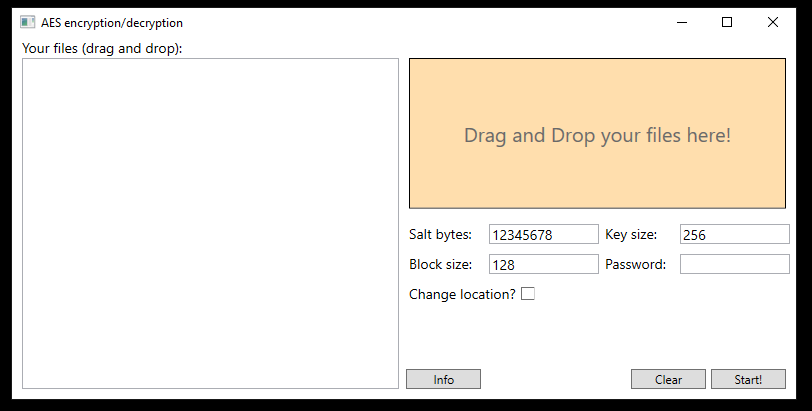 AES encryption/decryption
Your files (drag and drop):
Drag and Drop your files here!
Salt bytes: 12345678 Key size: 256
Block size: 128 Password:
Change location?
Info Clear Start!